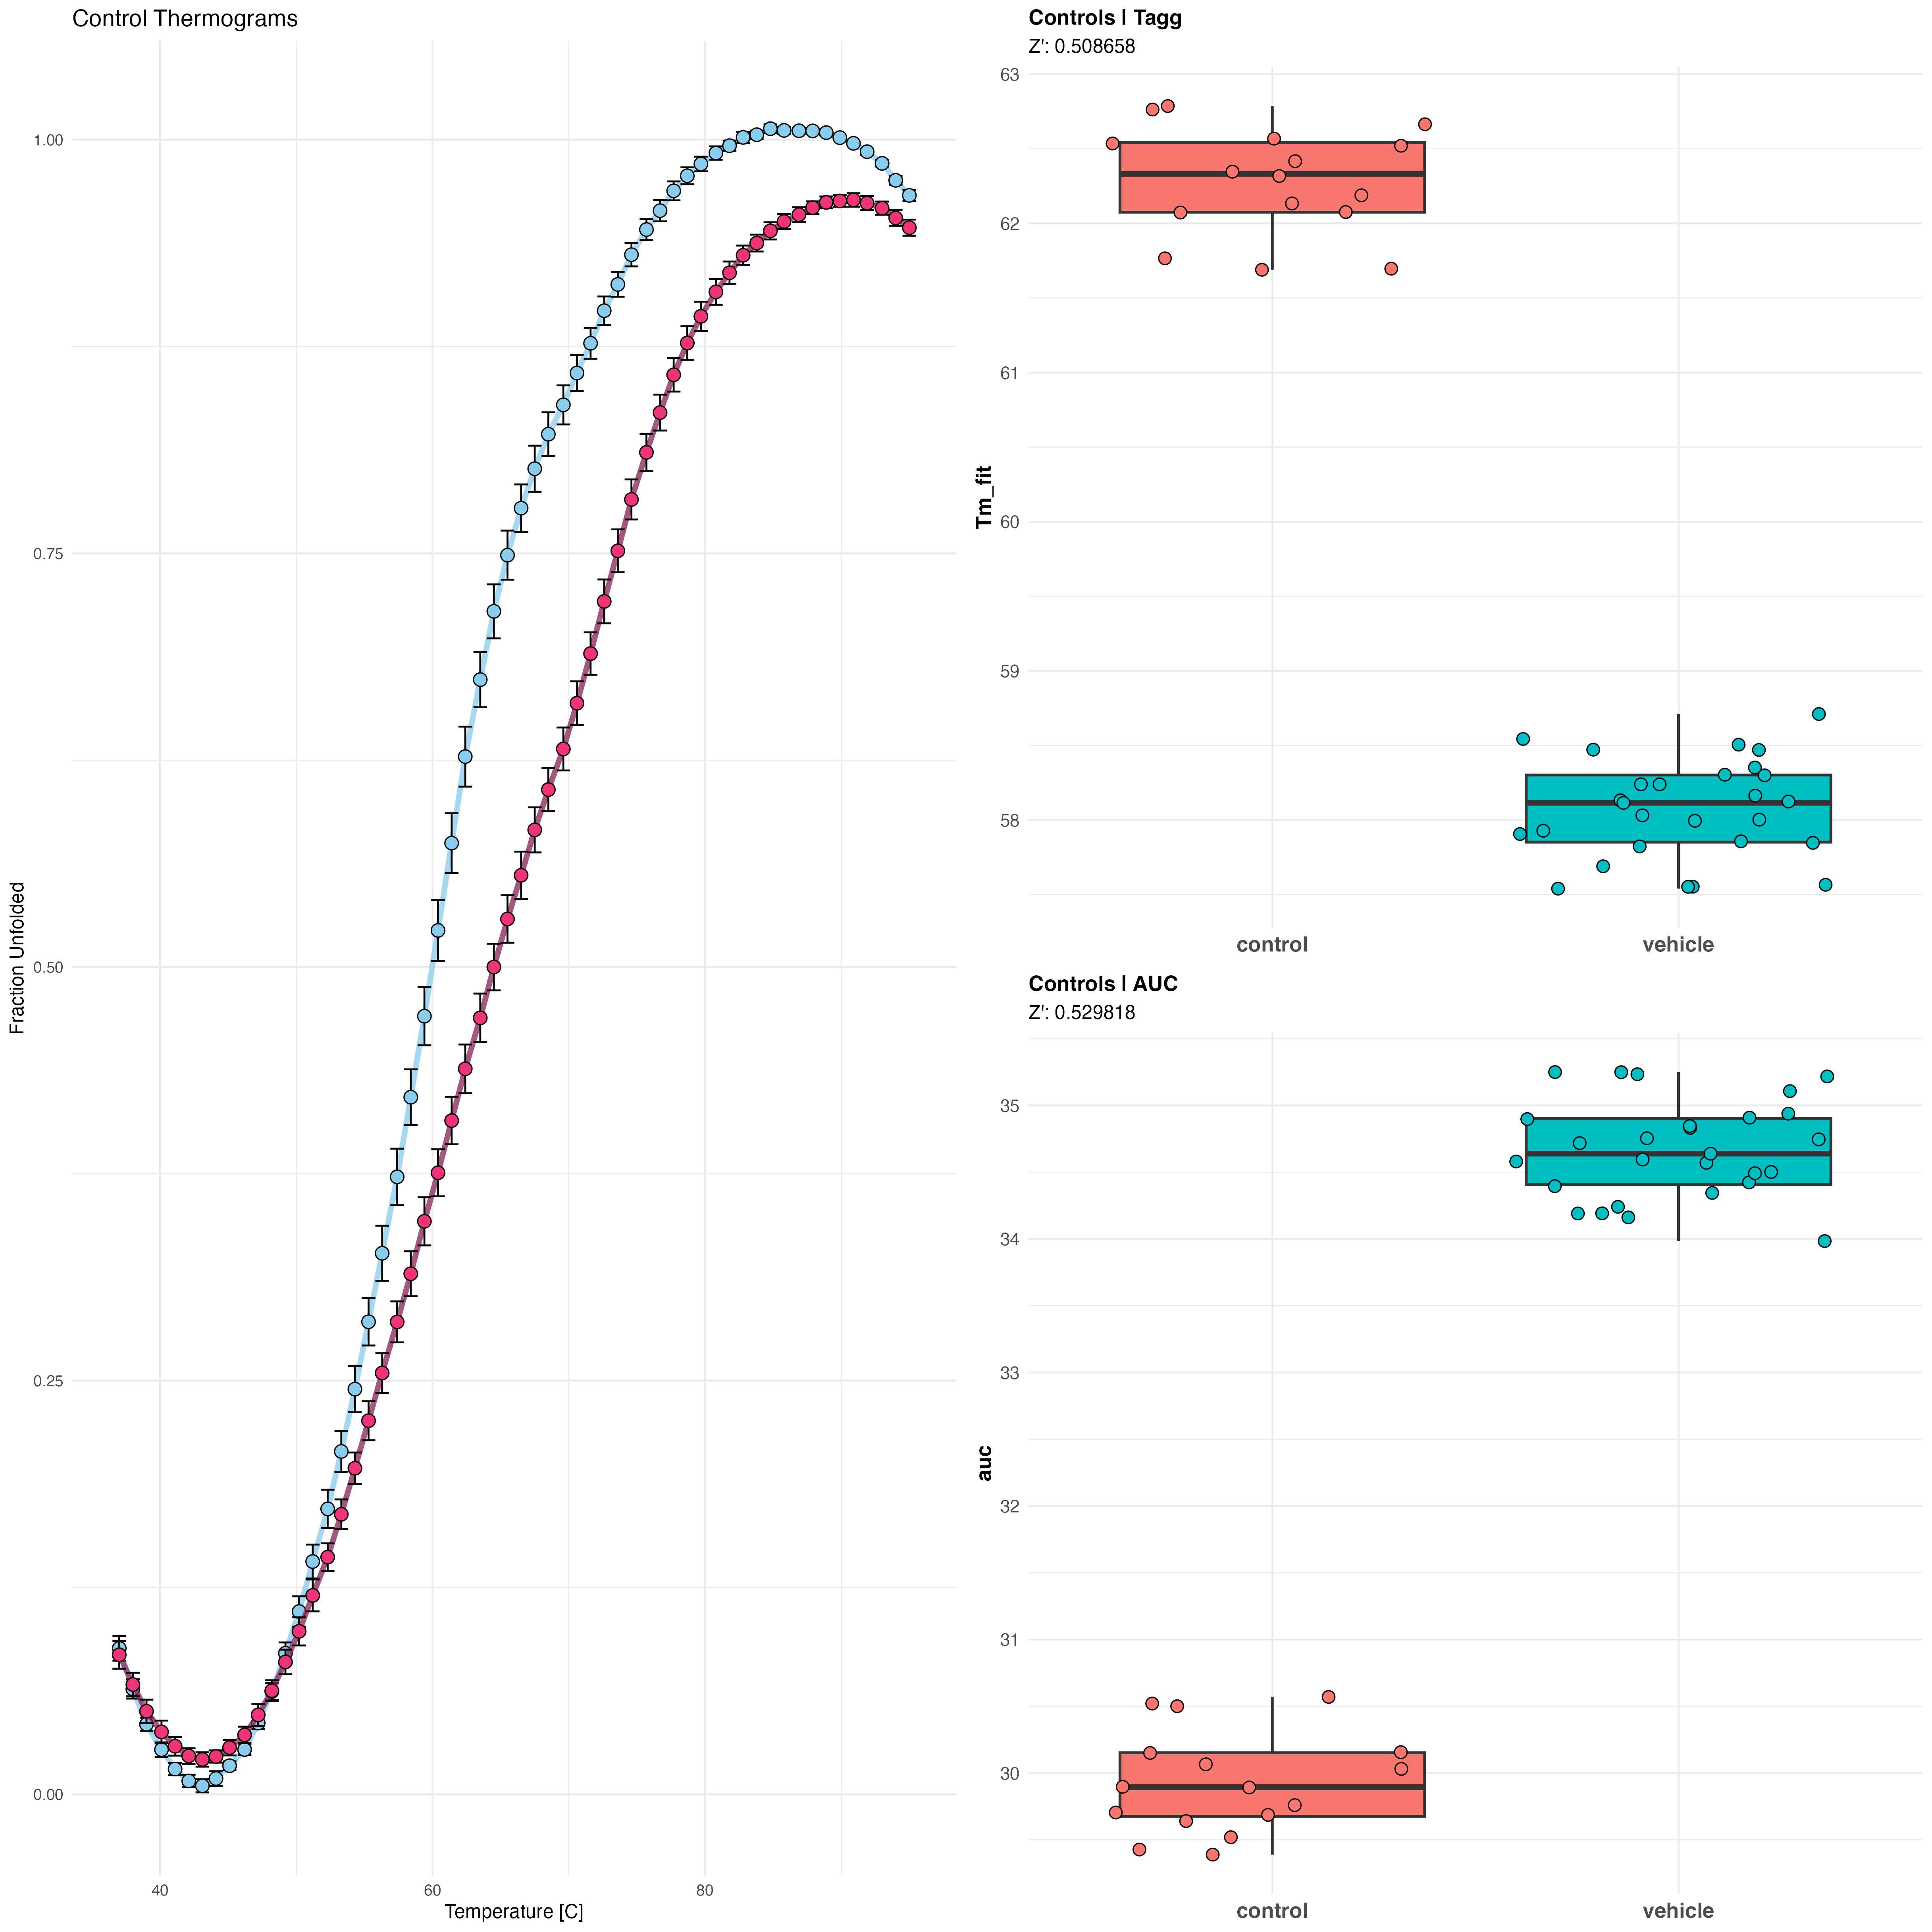 Control Thermograms
Fraction Unfolded
1.00
0.75
0.50
0.25
0.00
40
60
80
Temperature [C]
Controls | Tagg
Z': 0.508658
Tm_fit
63
62
61
60
59
58
control
vehicle
Controls | AUC
Z': 0.529818
auc
35
34
33
32
31
30
control
vehicle